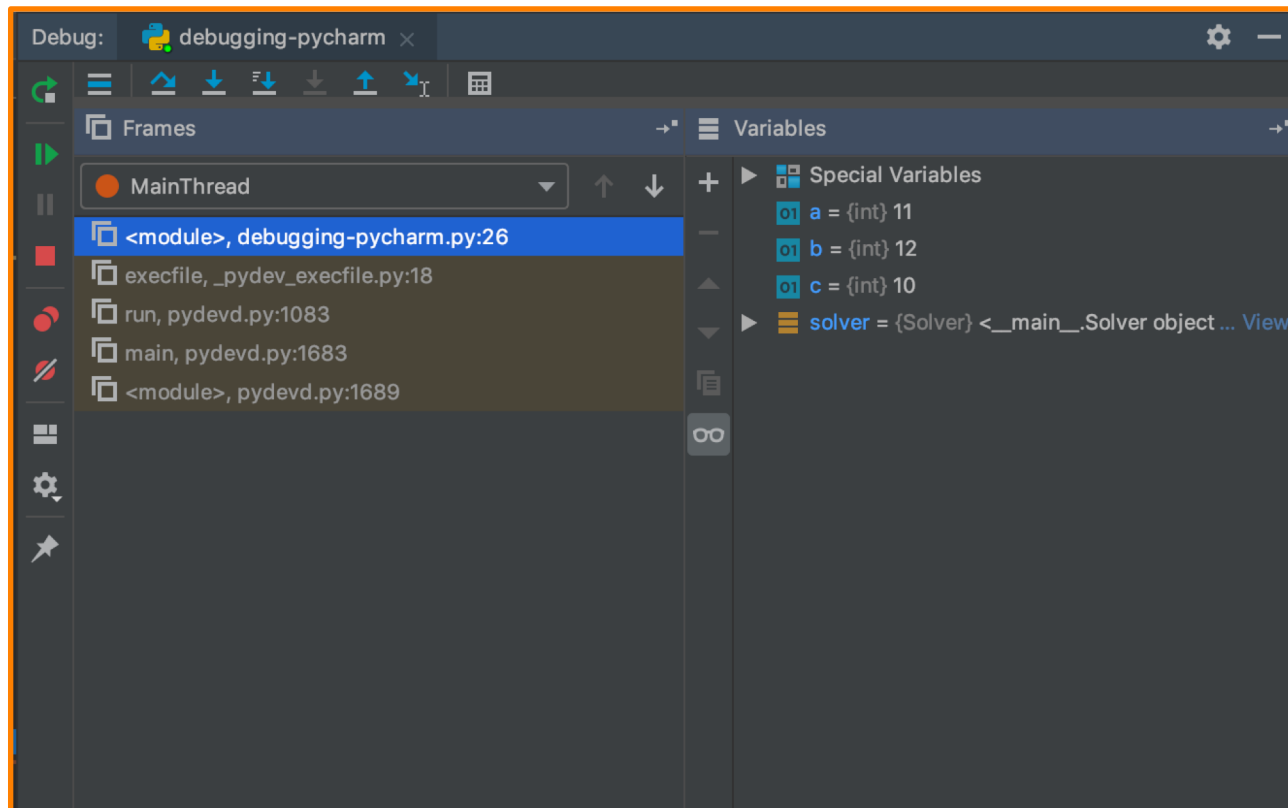 Debug: debugging-pycharm
Frames
Variables
MainThread
<module>, debugging-pycharm.py:26
execfile, _pydev_execfile.py:18
run, pydevd.py:1083
main, pydevd.py:1683
<module>, pydevd.py:1689
Special Variables
01 a = {int} 11
01 b = {int} 12
01 c = {int} 10
solver = {Solver} <__main__.Solver object ... View